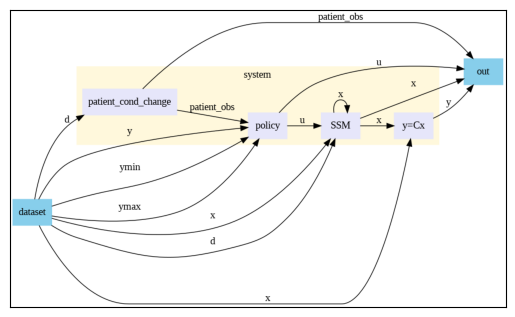 patient_obs
out
system
u
x
x
patient_cond_change
patient_obs
y
d
policy
u
SSM
x
y=Cx
y
ymin
ymax
dataset
x
d
x